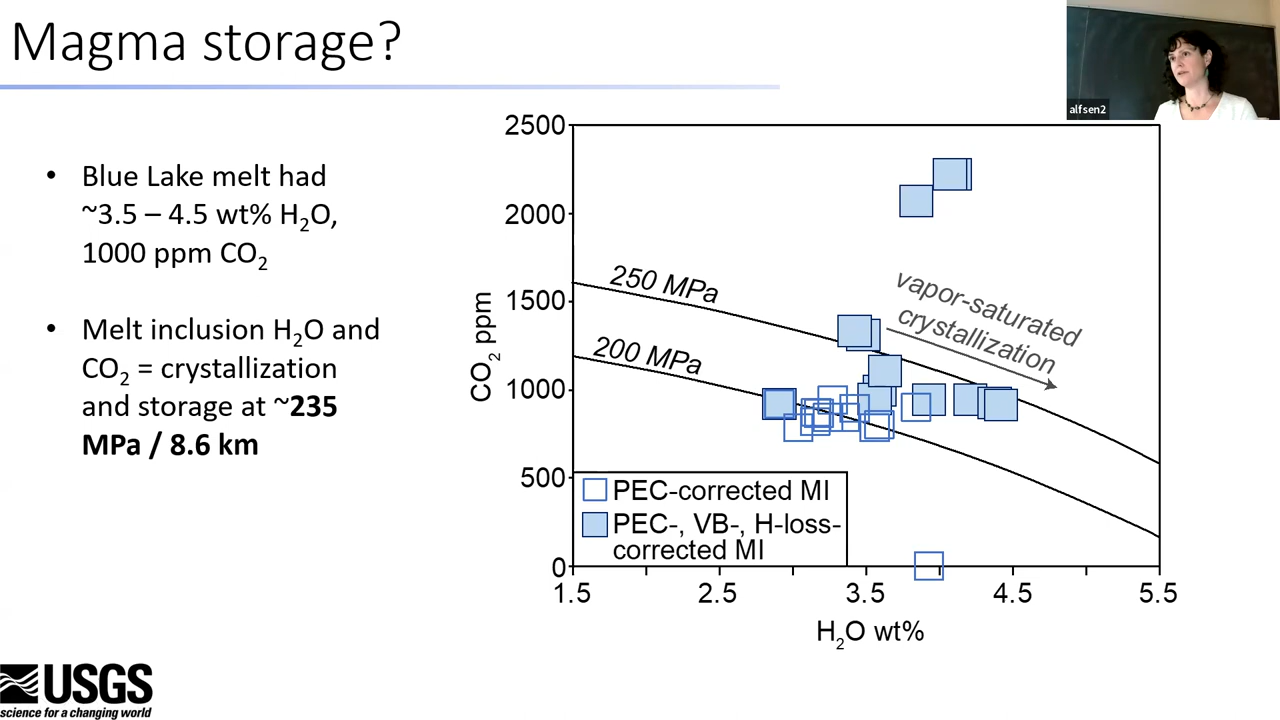 Magma storage?
alfsen2
• Blue Lake melt had
~3.5 – 4.5 wt% H₂O,
1000 ppm CO₂
• Melt inclusion H₂O and
CO₂ = crystallization
and storage at ~235
MPa / 8.6 km
2500
2000
1500
1000
500
0
CO₂ ppm
250 MPa
200 MPa
vapor-saturated
crystallization
PEC-corrected MI
PEC-, VB-, H-loss-
corrected MI
1.5 2.5 3.5 4.5 5.5
H₂O wt%
USGS
science for a changing world